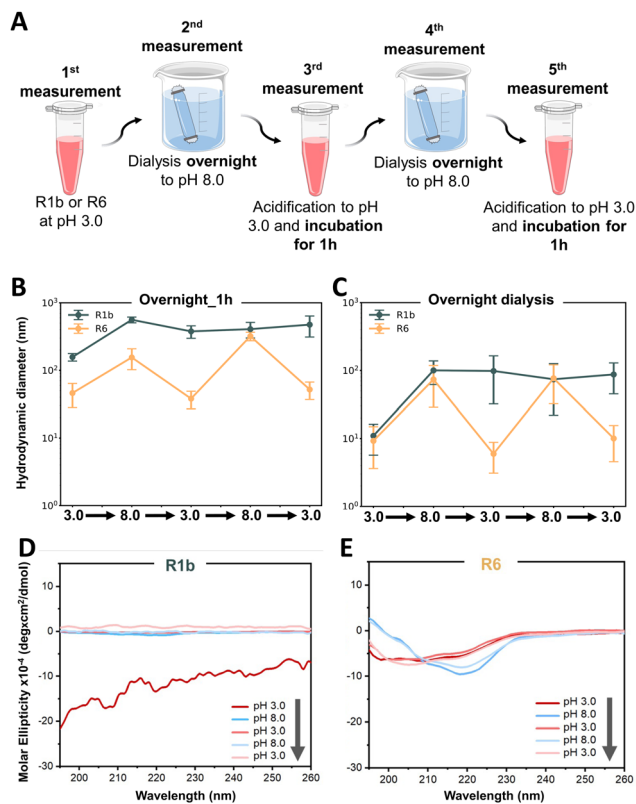 A
1st
measurement
R1b or R6
at pH 3.0
2nd
measurement
Dialysis overnight
to pH 8.0
3rd
measurement
Acidification to pH
3.0 and incubation
for 1h
4th
measurement
Dialysis overnight
to pH 8.0
5th
measurement
Acidification to pH 3.0
and incubation for
1h
B
Overnight_1h
Hydrodynamic diameter (nm)
10³
10²
10¹
10⁰
R1b
R6
3.0 8.0 3.0 8.0 3.0
C
Overnight dialysis
10³
10²
10¹
10⁰
R1b
R6
3.0 8.0 3.0 8.0 3.0
D
R1b
Molar Ellipticity x10⁻⁴ (degxcm²/dmol)
10
0
-10
-20
-30
pH 3.0
pH 8.0
pH 3.0
pH 8.0
pH 3.0
200 210 220 230 240 250 260
Wavelength (nm)
E
R6
10
0
-10
-20
-30
pH 3.0
pH 8.0
pH 3.0
pH 8.0
pH 3.0
200 210 220 230 240 250 260
Wavelength (nm)